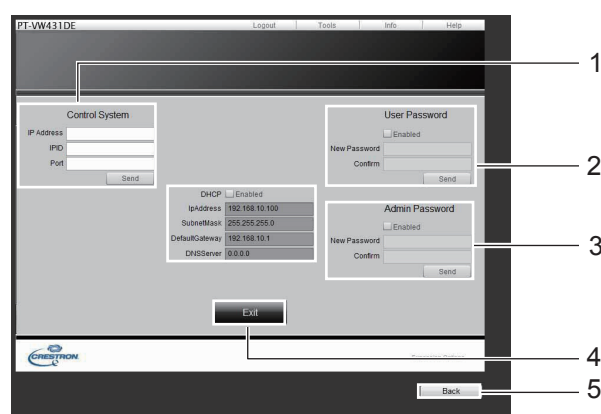 PT-VW431DE
Logout Tools Info Help
1
Control System
IP Address
IPID
Port
Send
User Password
Enabled
New Password
Confirm
Send
2
DHCP Enabled
IpAddress 192.168.10.100
SubnetMask 255.255.255.0
DefaultGateway 192.168.10.1
DNSServer 0.0.0.0
Admin Password
Enabled
New Password
Confirm
Send
3
Exit
4
CRESTRON
Back
5